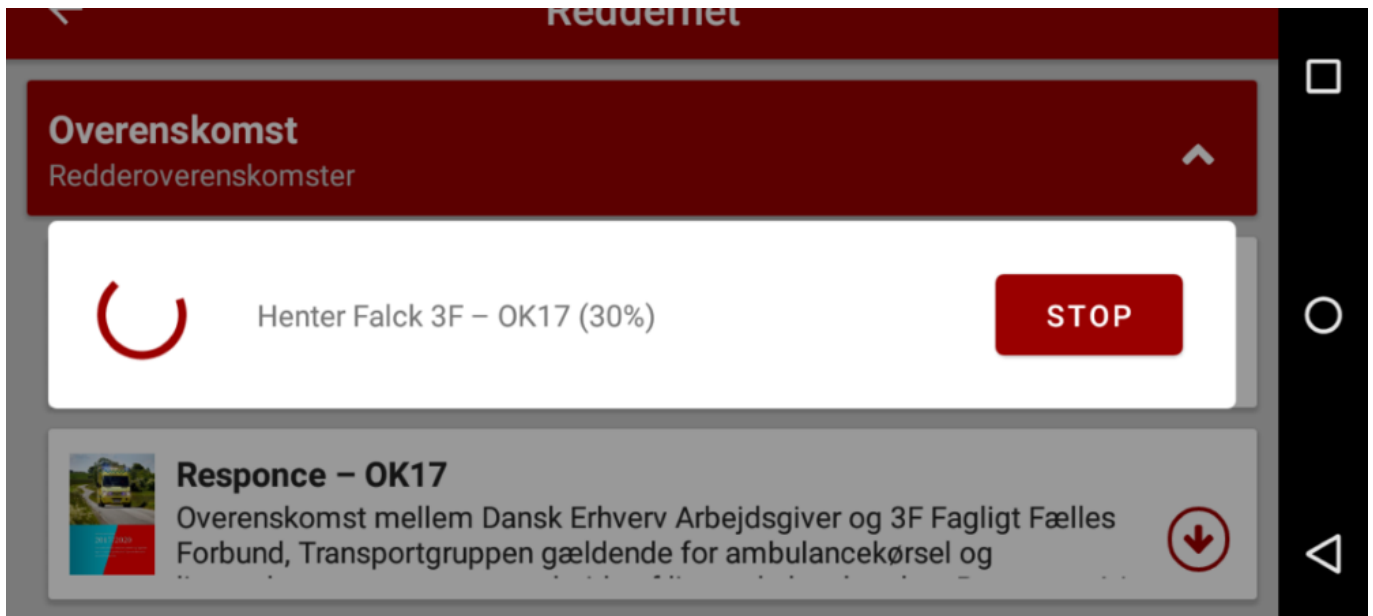 Reddernet
Overenskomst
Redderoverenskomster
Henter Falck 3F – OK17 (30%)
STOP
Responce – OK17
Overenskomst mellem Dansk Erhverv Arbejdsgiver og 3F Fagligt Fælles
Forbund, Transportgruppen gældende for ambulancekørsel og